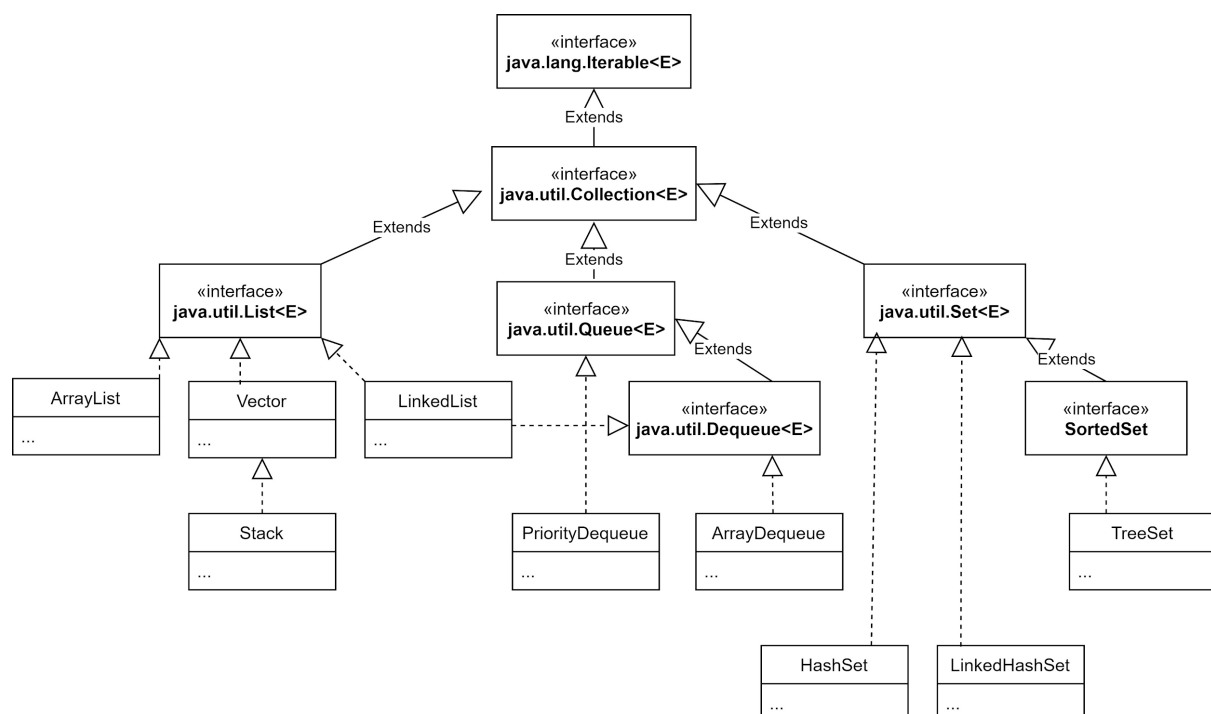 «interface»
java.lang.Iterable<E>
Extends
«interface»
java.util.Collection<E>
Extends
Extends
Extends
«interface»
java.util.List<E>
«interface»
java.util.Queue<E>
«interface»
java.util.Set<E>
Extends
Extends
ArrayList
...
Vector
...
LinkedList
...
«interface»
java.util.Dequeue<E>
«interface»
SortedSet
Stack
...
PriorityDequeue
...
ArrayDequeue
...
TreeSet
...
HashSet
...
LinkedHashSet
...